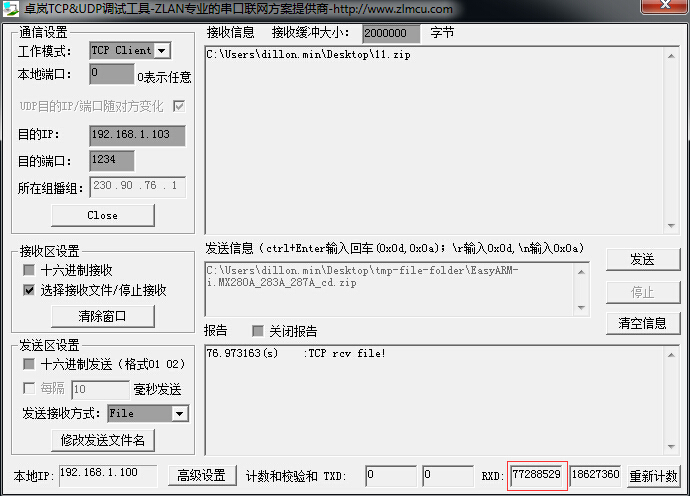 卓岚TCP&UDP调试工具-ZLAN专业的串口联网方案提供商-http://www.zlmcu.com
通信设置
工作模式: TCP Client
本地端口: 0 0表示任意
UDP目的IP/端口随对方变化
目的IP: 192.168.1.103
目的端口: 1234
所在组播组: 230 .90 .76 .1
Close
接收区设置
十六进制接收
选择接收文件/停止接收
清除窗口
发送区设置
十六进制发送（格式01 02）
每隔 10 毫秒发送
发送接收方式: File
修改发送文件名
接收信息 接收缓冲大小: 2000000 字节
C:\Users\dillon.min\Desktop\11.zip
发送信息（ctrl+Enter输入回车(0x0d,0x0a)；\r输入0x0d,\n输入0x0a）
C:\Users\dillon.min\Desktop\tmp-file-folder\EasyARM-
i.MX280A_283A_287A_cd.zip
发送
停止
清空信息
报告 关闭报告
76.973163(s) :TCP rcv file!
本地IP: 192.168.1.100 高级设置 计数和校验和 TXD: 0 0 RXD: 77288529 18627360 重新计数